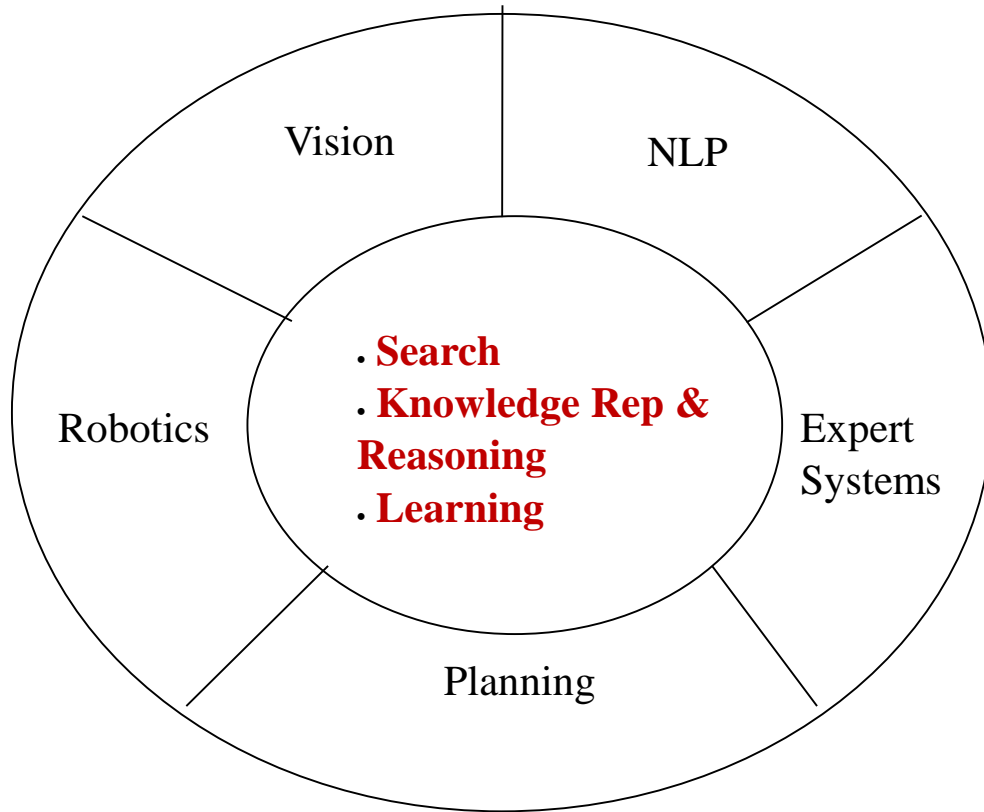 Vision
NLP
. Search
. Knowledge Rep &
Reasoning
. Learning
Robotics
Expert
Systems
Planning